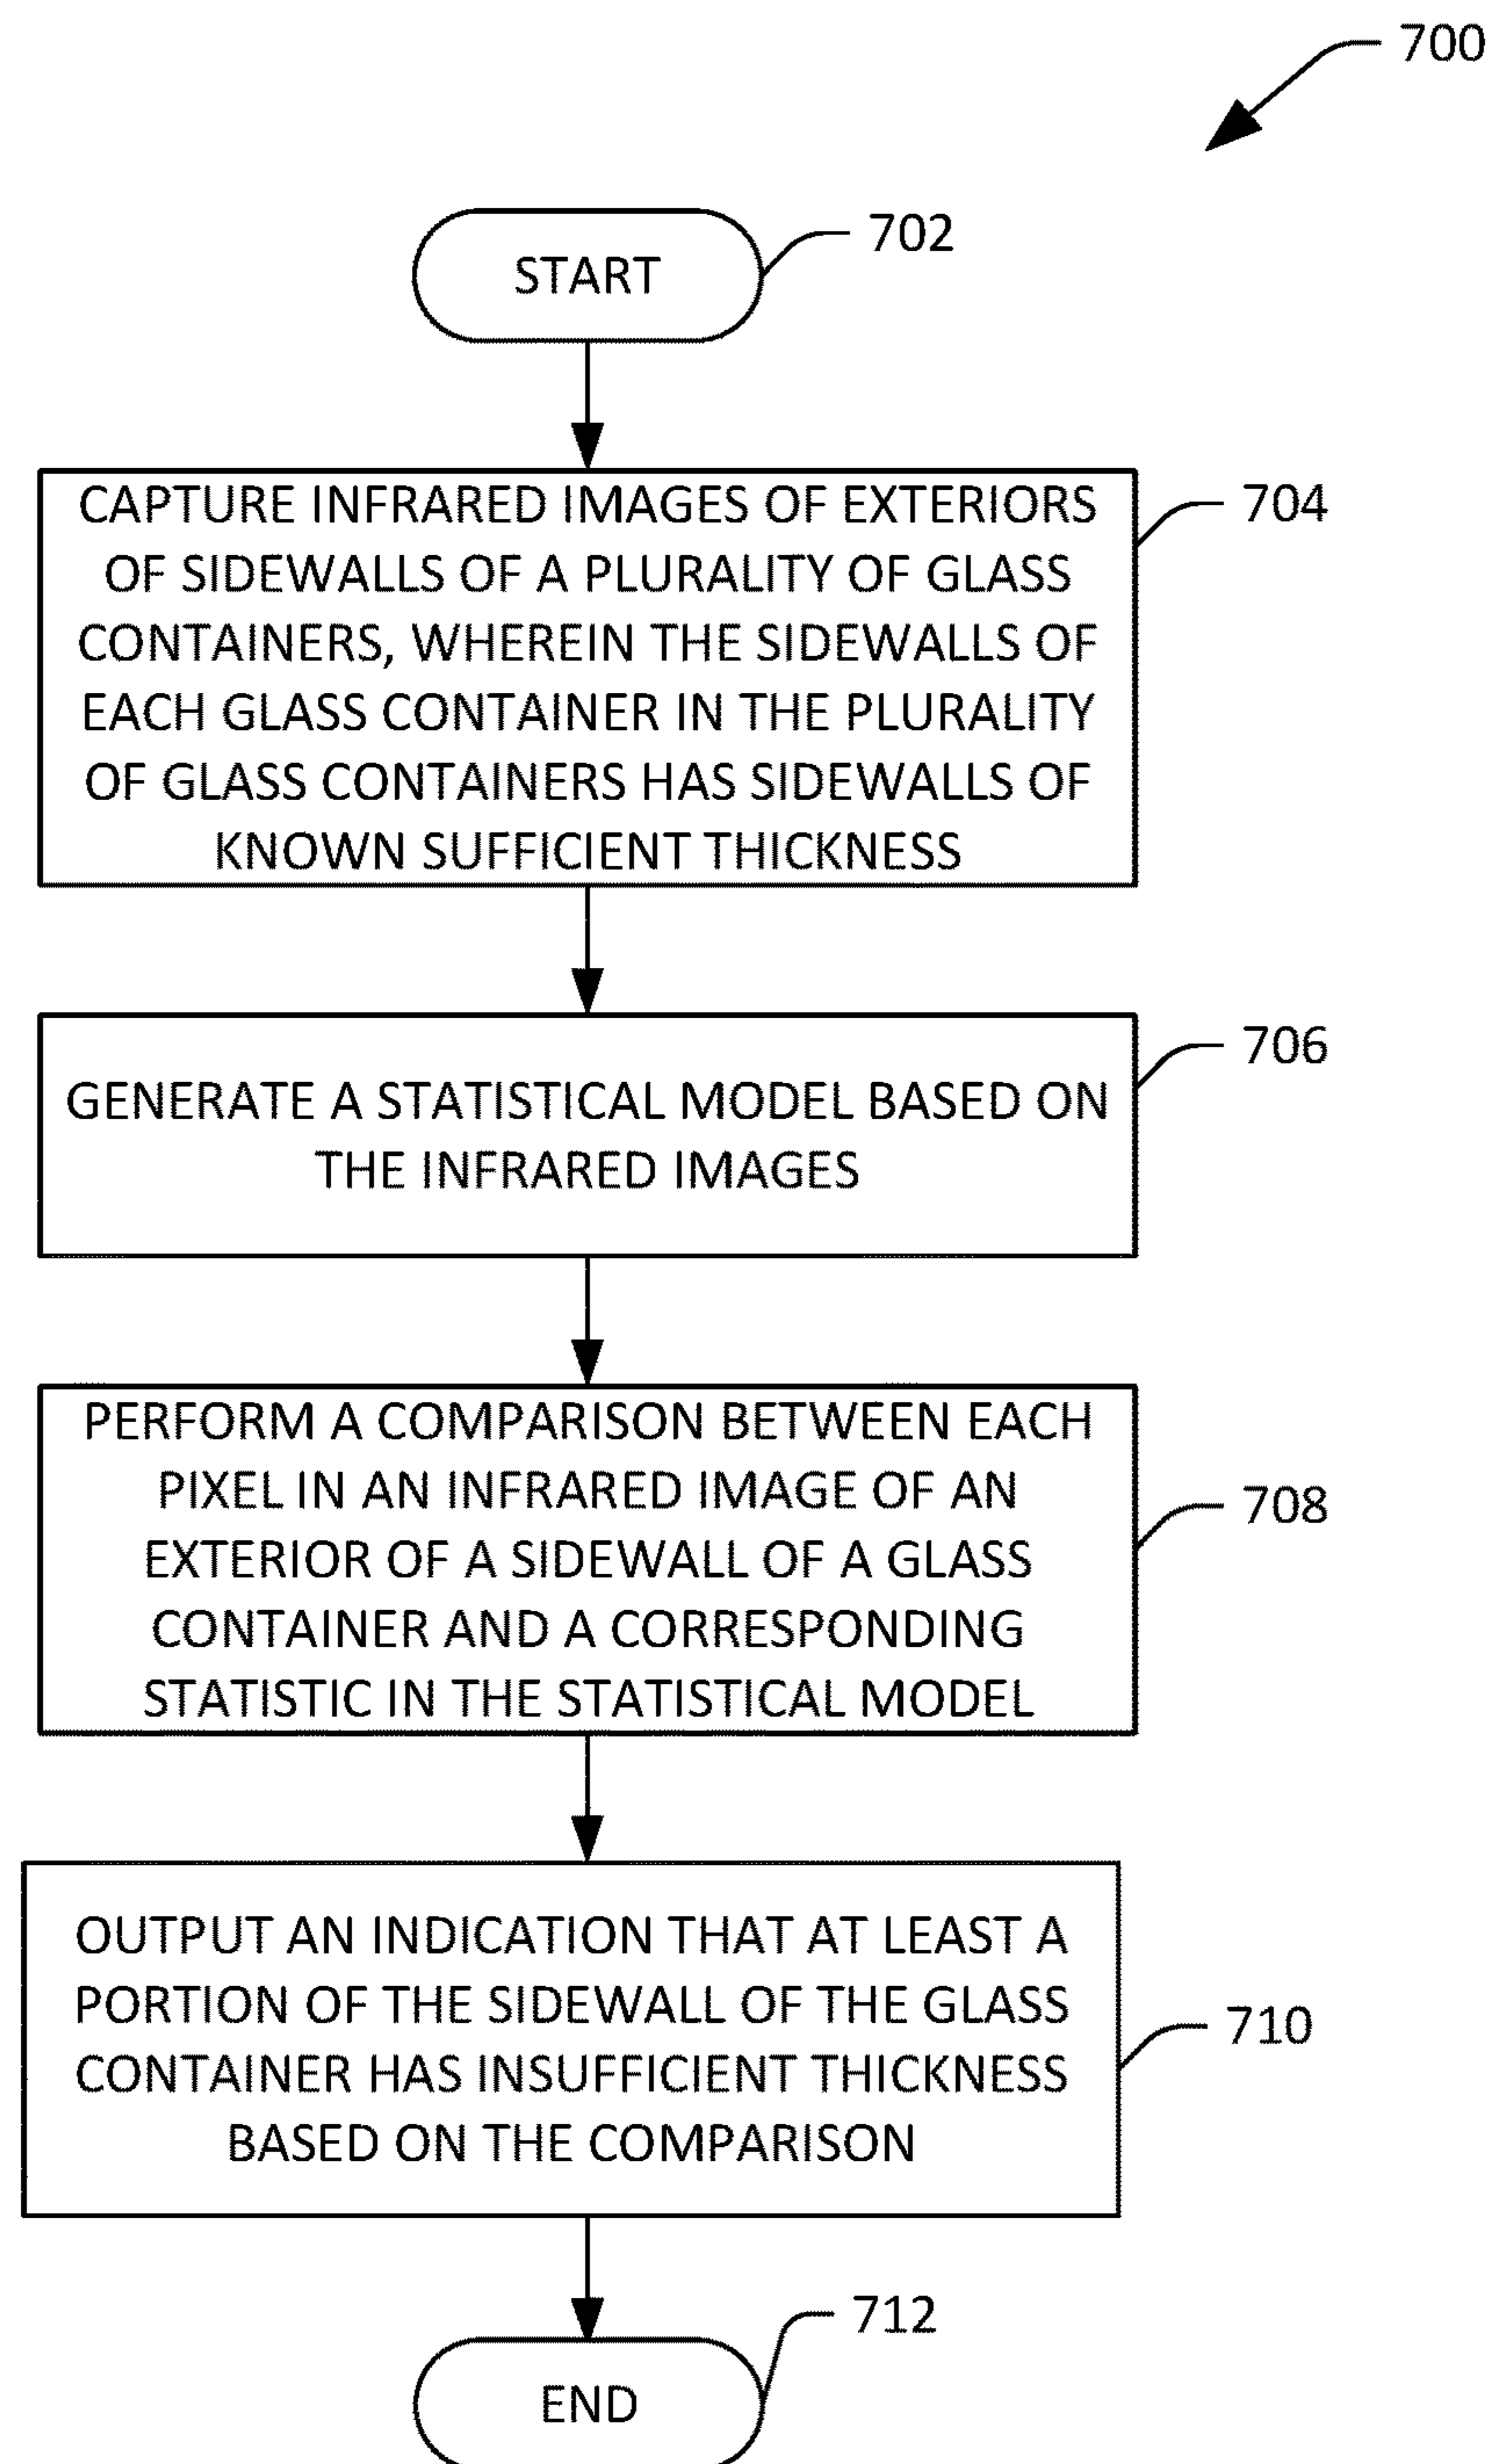 700
START
702
CAPTURE INFRARED IMAGES OF EXTERIORS
OF SIDEWALLS OF A PLURALITY OF GLASS
CONTAINERS, WHEREIN THE SIDEWALLS OF
EACH GLASS CONTAINER IN THE PLURALITY
OF GLASS CONTAINERS HAS SIDEWALLS OF
KNOWN SUFFICIENT THICKNESS
704
GENERATE A STATISTICAL MODEL BASED ON
THE INFRARED IMAGES
706
PERFORM A COMPARISON BETWEEN EACH
PIXEL IN AN INFRARED IMAGE OF AN
EXTERIOR OF A SIDEWALL OF A GLASS
CONTAINER AND A CORRESPONDING
STATISTIC IN THE STATISTICAL MODEL
708
OUTPUT AN INDICATION THAT AT LEAST A
PORTION OF THE SIDEWALL OF THE GLASS
CONTAINER HAS INSUFFICIENT THICKNESS
BASED ON THE COMPARISON
710
END
712